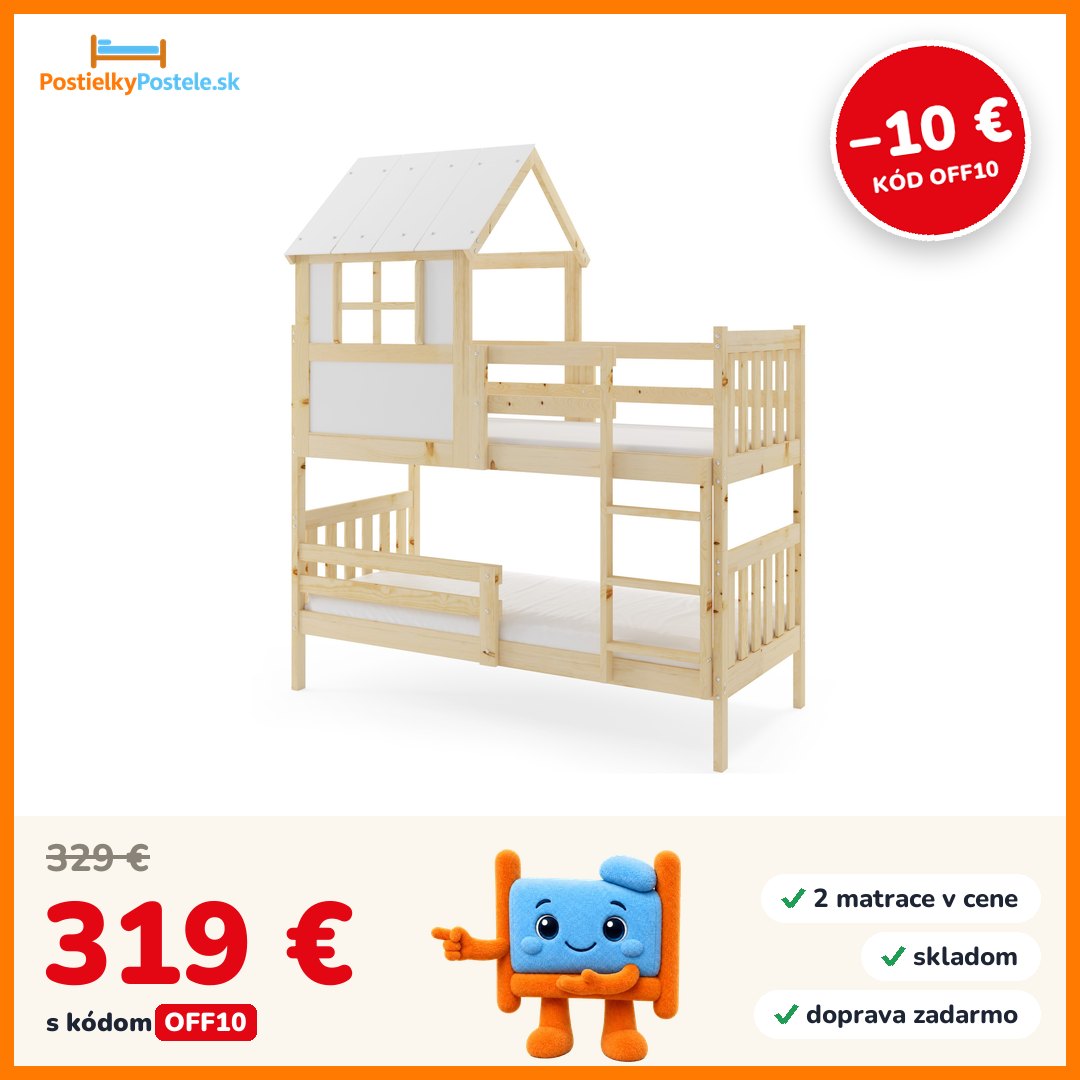 PostielkyPostele.sk
–10 €
KÓD OFF10
329 €
319 €
s kódom OFF10
2 matrace v cene
skladom
doprava zadarmo